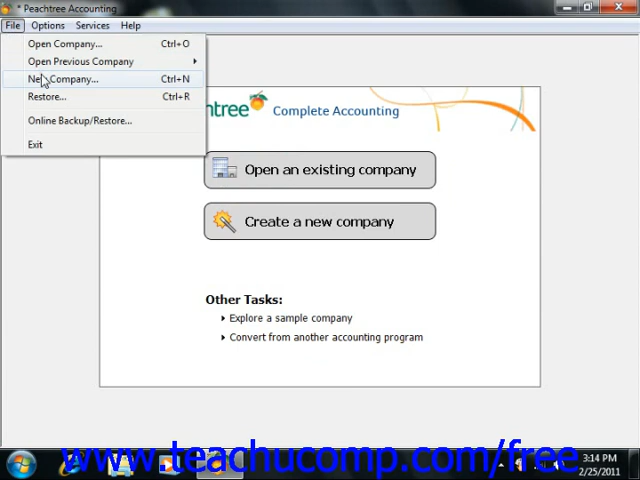 * Peachtree Accounting
File Options Services Help
Open Company... Ctrl+O
Open Previous Company
New Company... Ctrl+N
Restore... Ctrl+R
Online Backup/Restore...
Exit
htree Complete Accounting
Open an existing company
Create a new company
Other Tasks:
Explore a sample company
Convert from another accounting program
www.teachucomp.com/free
3:14 PM
2/25/2011